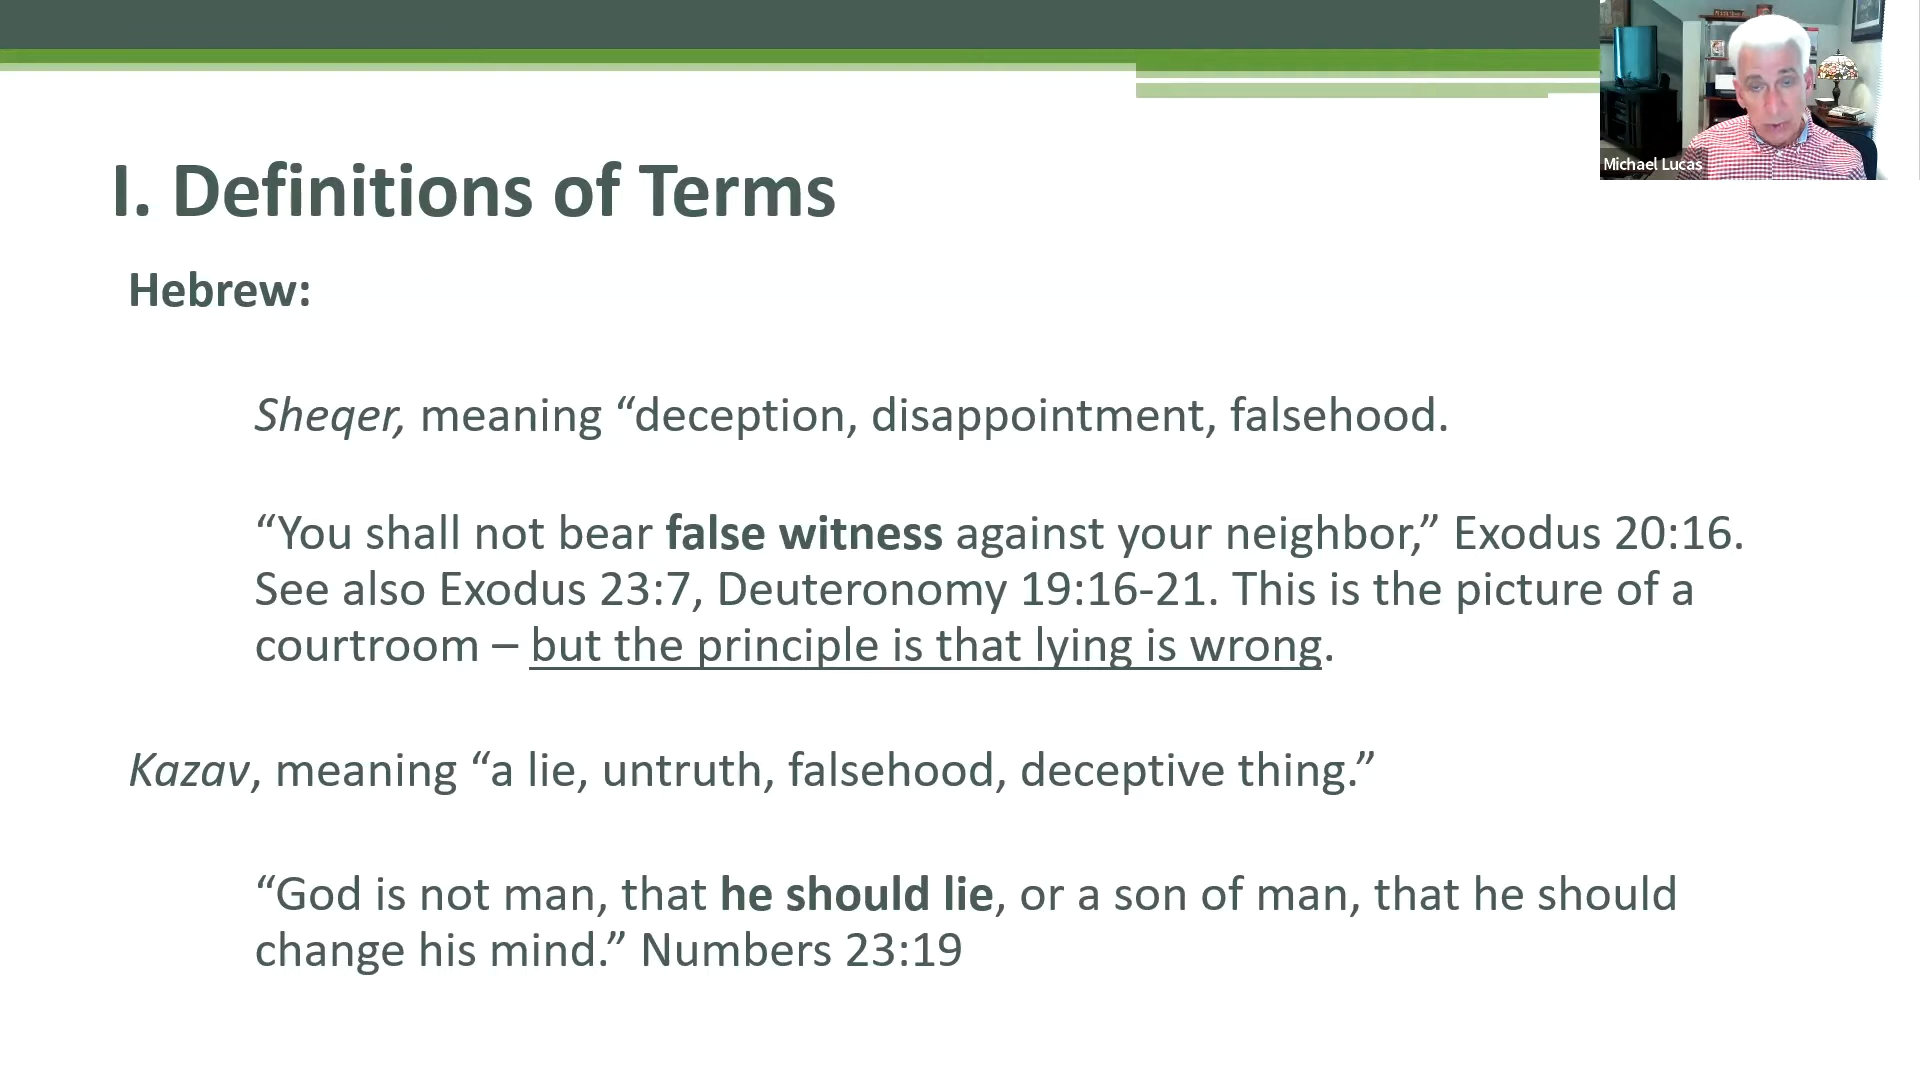 Michael Lucas
I. Definitions of Terms
Hebrew:
Sheqer, meaning “deception, disappointment, falsehood.
“You shall not bear false witness against your neighbor,” Exodus 20:16.
See also Exodus 23:7, Deuteronomy 19:16-21. This is the picture of a
courtroom – but the principle is that lying is wrong.
Kazav, meaning “a lie, untruth, falsehood, deceptive thing.”
“God is not man, that he should lie, or a son of man, that he should
change his mind.” Numbers 23:19